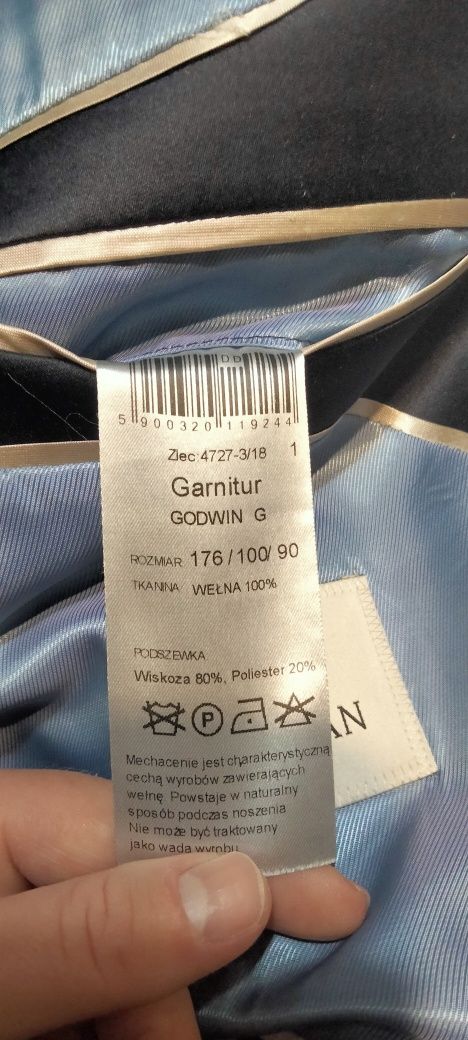 DD
5 900320 119244
1
Zlec 4727-3/18
Garnitur
GODWIN G
ROZMIAR 176 / 100/ 90
TKANINA WEŁNA 100%
PODSZEWKA
Wiskoza 80%, Poliester 20%
P
Mechacenie jest charakterystyczną
cechą wyrobów zawierających
wełnę. Powstaje w naturalny
sposób podczas noszenia
Nie może być traktowany
jako wada wyrobu